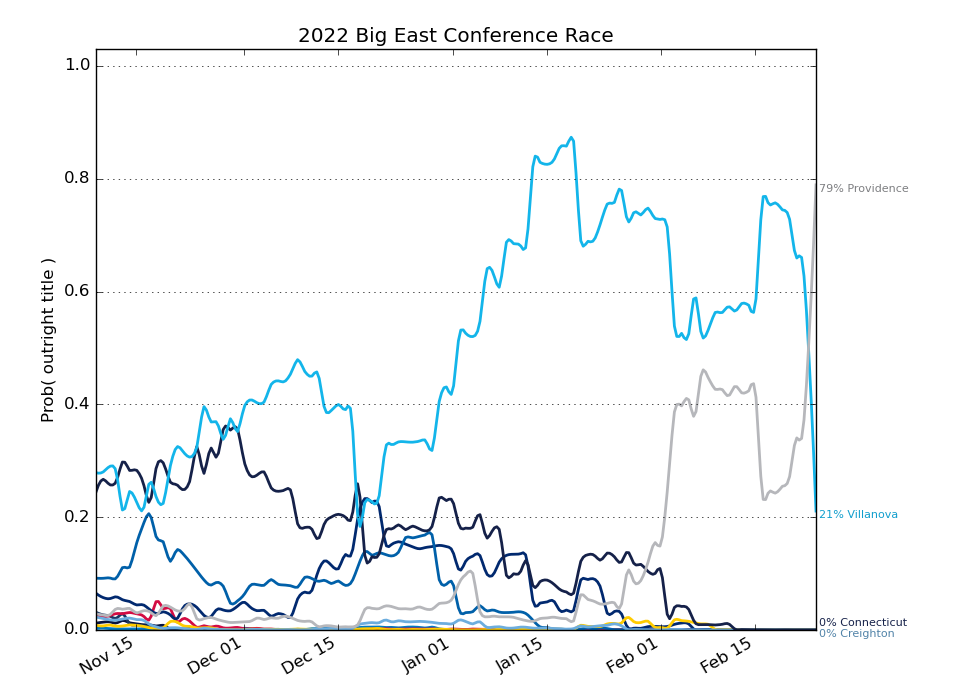 2022 Big East Conference Race
Prob( outright title )
1.0
0.8
0.6
0.4
0.2
0.0
79% Providence
21% Villanova
0% Connecticut
0% Creighton
Nov 15
Dec 01
Dec 15
Jan 01
Jan 15
Feb 01
Feb 15